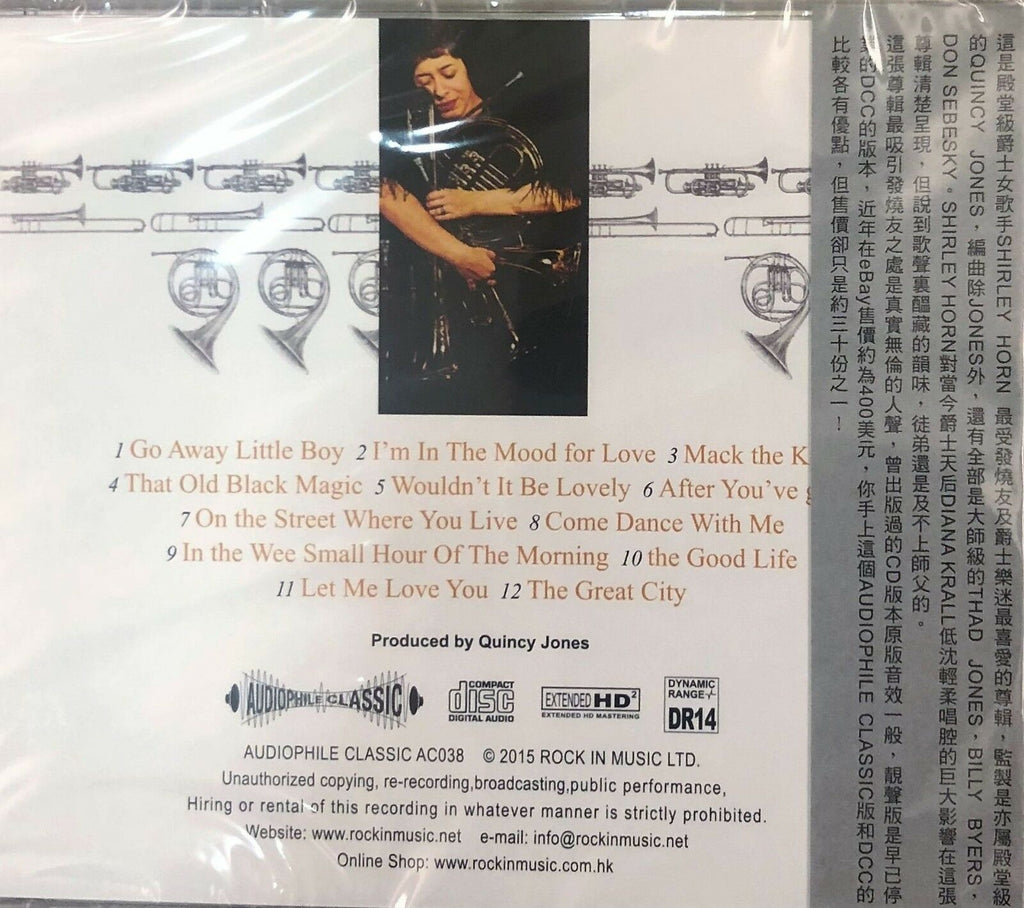 1 Go Away Little Boy 2 I'm In The Mood for Love 3 Mack the K
4 That Old Black Magic 5 Wouldn't It Be Lovely 6 After You've g
7 On the Street Where You Live 8 Come Dance With Me
9 In the Wee Small Hour Of The Morning 10 the Good Life
11 Let Me Love You 12 The Great City
Produced by Quincy Jones
AUDIOPHILE CLASSIC
COMPACT
disc
DIGITAL AUDIO
EXTENDED HD²
EXTENDED HD MASTERING
DYNAMIC
RANGE
DR14
AUDIOPHILE CLASSIC AC038 © 2015 ROCK IN MUSIC LTD.
Unauthorized copying, re-recording,broadcasting,public performance,
Hiring or rental of this recording in whatever manner is strictly prohibited.
Website: www.rockinmusic.net e-mail: info@rockinmusic.net
Online Shop: www.rockinmusic.com.hk
這是殿堂級爵士女歌手SHIRLEY HORN 最受發燒友及爵士樂迷最喜愛的專輯，監製是亦屬殿堂級
的QUINCY JONES，編曲除JONES外，還有全部是大師級的THAD JONES，BILLY BYERS，
DON SEBESKY。SHIRLEY HORN對當今爵士天后DIANA KRALL低沈輕柔唱腔的巨大影響在這張
專輯清楚呈現，但說到歌聲裏醞藏的韻味，徒弟還是及不上師父的。
這張專輯最吸引發燒友之處是真實無倫的人聲，曾出版過的CD版本原版音效一般，靚聲版是早已停
的DCC的版本，近年在eBay售價約為400美元，你手上這個AUDIOPHILE CLASSIC版和DCC的
比較各有優點，但售價卻只是約三十份之一！